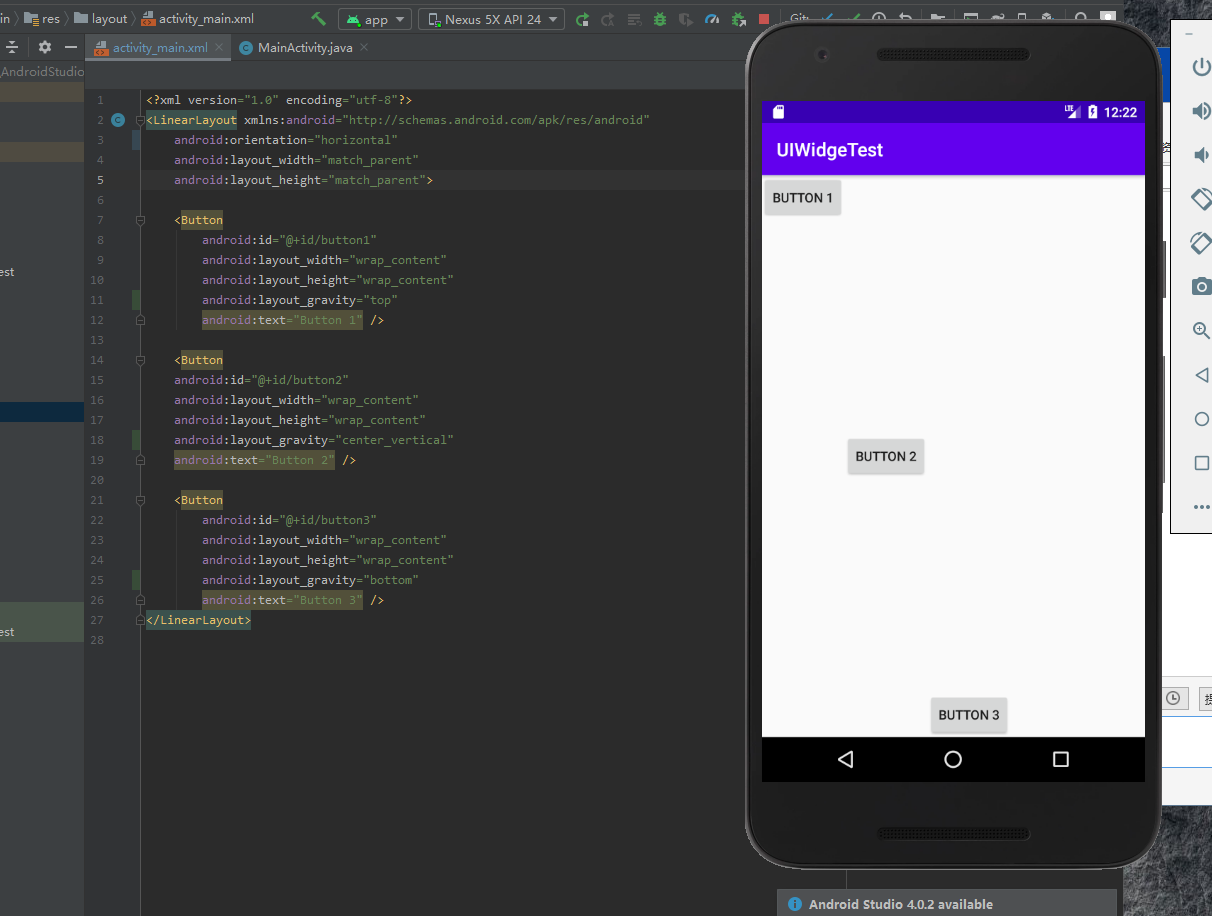 in res layout activity_main.xml app Nexus 5X API 24 Git:
activity_main.xml MainActivity.java
AndroidStudio
1 <?xml version="1.0" encoding="utf-8"?>
2 <LinearLayout xmlns:android="http://schemas.android.com/apk/res/android"
3 android:orientation="horizontal"
4 android:layout_width="match_parent"
5 android:layout_height="match_parent">
6
7 <Button
8 android:id="@+id/button1"
9 android:layout_width="wrap_content"
10 android:layout_height="wrap_content"
11 android:layout_gravity="top"
12 android:text="Button 1" />
13
14 <Button
15 android:id="@+id/button2"
16 android:layout_width="wrap_content"
17 android:layout_height="wrap_content"
18 android:layout_gravity="center_vertical"
19 android:text="Button 2" />
20
21 <Button
22 android:id="@+id/button3"
23 android:layout_width="wrap_content"
24 android:layout_height="wrap_content"
25 android:layout_gravity="bottom"
26 android:text="Button 3" />
27 </LinearLayout>
28
est
est
LTE 12:22
UIWidgeTest
BUTTON 1
BUTTON 2
BUTTON 3
Android Studio 4.0.2 available